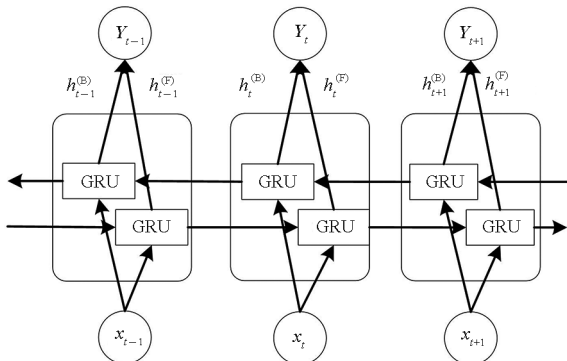 Y_{t-1} Y_t Y_{t+1}
h_{t-1}^{(B)} h_{t-1}^{(F)} h_t^{(B)} h_t^{(F)} h_{t+1}^{(B)} h_{t+1}^{(F)}
GRU GRU GRU
GRU GRU GRU
x_{t-1} x_t x_{t+1}